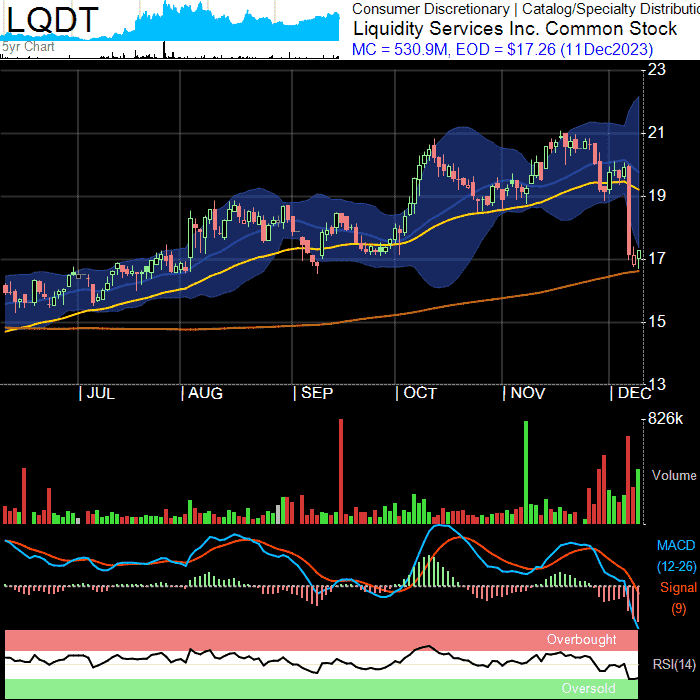 LQDT
5yr Chart
Consumer Discretionary | Catalog/Specialty Distributic
Liquidity Services Inc. Common Stock
MC = 530.9M, EOD = $17.26 (11Dec2023)
23
21
19
17
15
13
JUL AUG SEP OCT NOV DEC
826k
Volume
MACD
(12-26)
Signal
(9)
Overbought
RSI(14)
Oversold